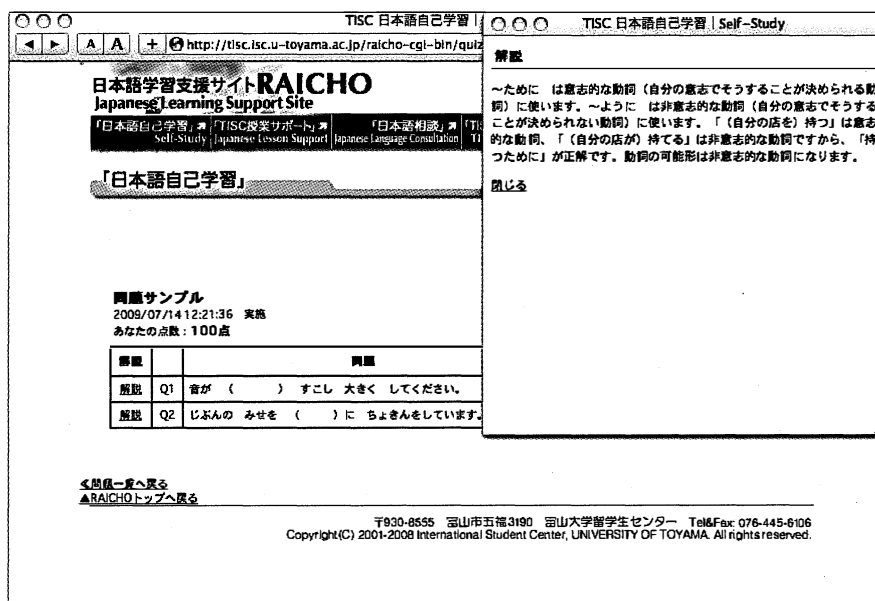 TISC 日本語自己学習 |
A A + http://tisc.isc.u-toyama.ac.jp/raicho-cgi-bin/quiz
日本語学習支援サイトRAICHO
Japanese Learning Support Site
「日本語自己学習」 「TISC授業サポート」 「日本語相談」 「TI
Self-Study Japanese Lesson Support Japanese Language Consultation TI
「日本語自己学習」
問題サンプル
2009/07/14 12:21:36 実施
あなたの点数：100点
解説 問題
解説 Q1 音が （ ） すこし 大きく してください。
解説 Q2 じぶんの みせを （ ）に ちょきんをしています。
≪問題一覧へ戻る
▲RAICHOトップへ戻る
〒930-8555 富山市五福3190 富山大学留学生センター Tel&Fax: 076-445-6106
Copyright(C) 2001-2008 International Student Center, UNIVERSITY OF TOYAMA. All rights reserved.
TISC 日本語自己学習 | Self-Study
解説
～ために は意志的な動詞（自分の意志でそうすることが決められる動
詞）に使います。～ように は非意志的な動詞（自分の意志でそうする
ことが決められない動詞）に使います。「（自分の店を）持つ」は意志
的な動詞、「（自分の店が）持てる」は非意志的な動詞ですから、「持
つために」が正解です。動詞の可能形は非意志的な動詞になります。
閉じる